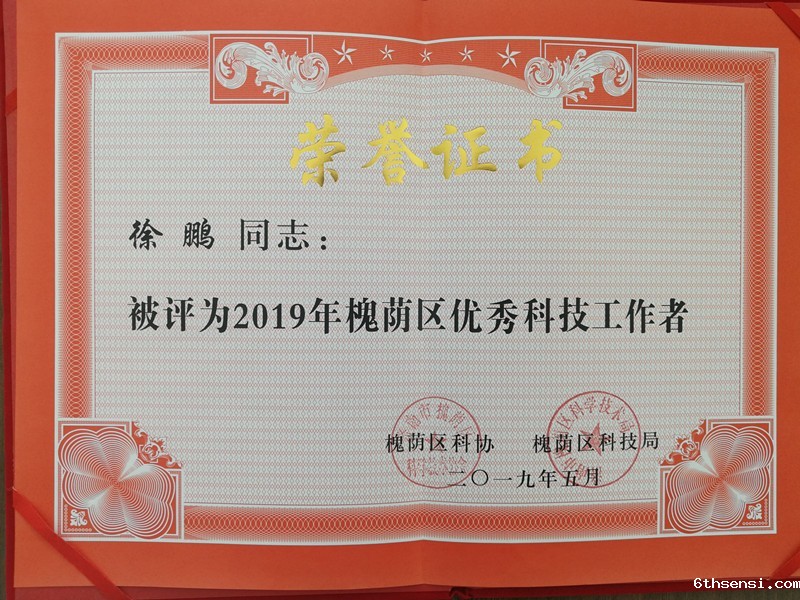 荣誉证书
徐鹏 同志：
被评为2019年槐荫区优秀科技工作者
槐荫区科协 槐荫区科技局
二〇一九年五月
6thsensi.com